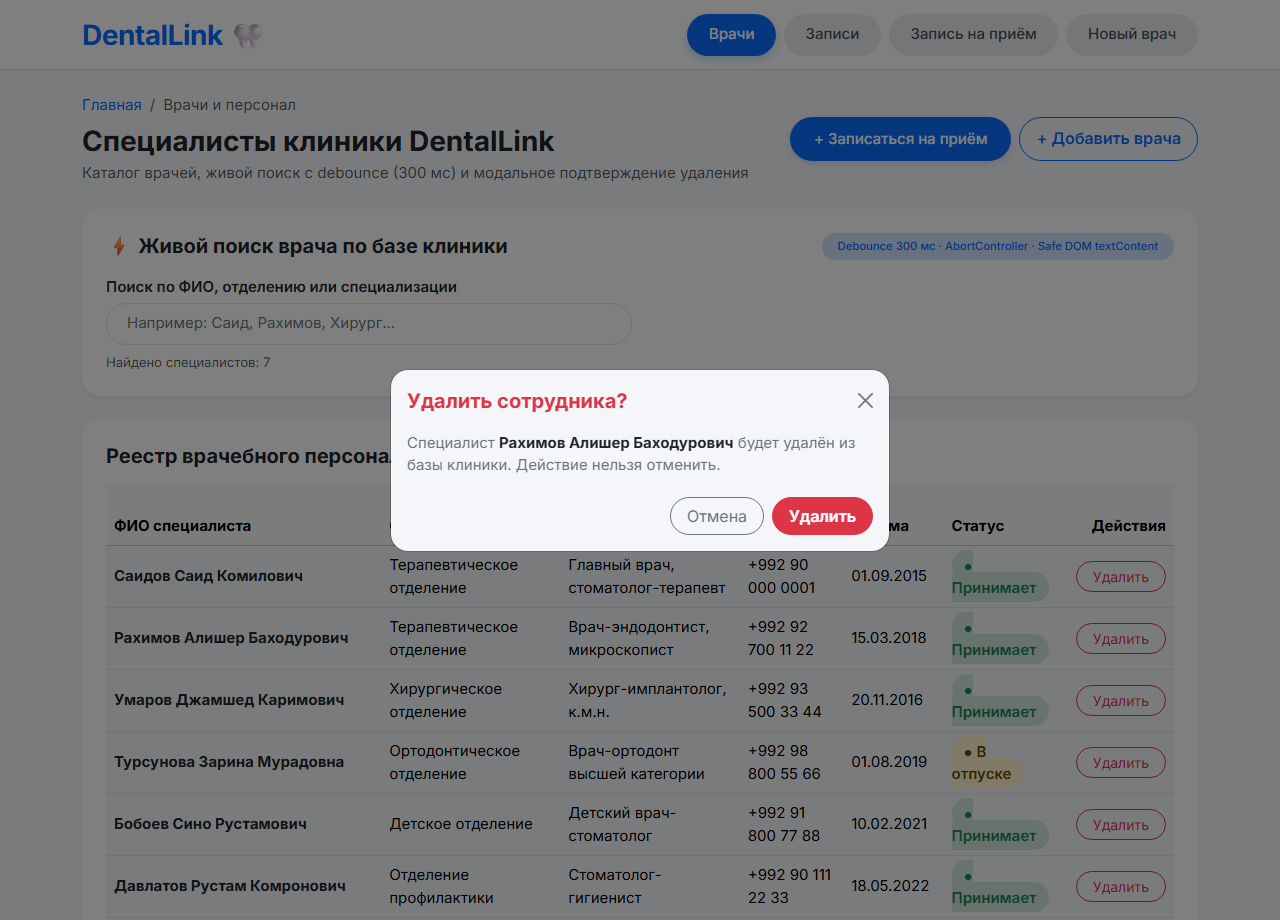 DentalLink
Врачи
Записи
Запись на приём
Новый врач
Главная / Врачи и персонал
Специалисты клиники DentalLink
+ Записаться на приём
+ Добавить врача
Каталог врачей, живой поиск с debounce (300 мс) и модальное подтверждение удаления
Живой поиск врача по базе клиники
Debounce 300 мс · AbortController · Safe DOM textContent
Поиск по ФИО, отделению или специализации
Например: Саид, Рахимов, Хирург...
Найдено специалистов: 7
Удалить сотрудника?
Специалист Рахимов Алишер Баходурович будет удалён из
базы клиники. Действие нельзя отменить.
Отмена
Удалить
Реестр врачебного
ФИО специалиста
Статус
Действия
Саидов Саид Комилович
Терапевтическое
отделение
Главный врач,
стоматолог-терапевт
+992 90
000 0001
01.09.2015
●
Принимает
Удалить
Рахимов Алишер Баходурович
Терапевтическое
отделение
Врач-эндодонтист,
микроскопист
+992 92
700 11 22
15.03.2018
●
Принимает
Удалить
Умаров Джамшед Каримович
Хирургическое
отделение
Хирург-имплантолог,
к.м.н.
+992 93
500 33 44
20.11.2016
●
Принимает
Удалить
Турсунова Зарина Мурадовна
Ортодонтическое
отделение
Врач-ортодонт
высшей категории
+992 98
800 55 66
01.08.2019
● В
отпуске
Удалить
Бобоев Сино Рустамович
Детское отделение
Детский врач-
стоматолог
+992 91
800 77 88
10.02.2021
●
Принимает
Удалить
Давлатов Рустам Комронович
Отделение
профилактики
Стоматолог-
гигиенист
+992 90 111
22 33
18.05.2022
●
Принимает
Удалить